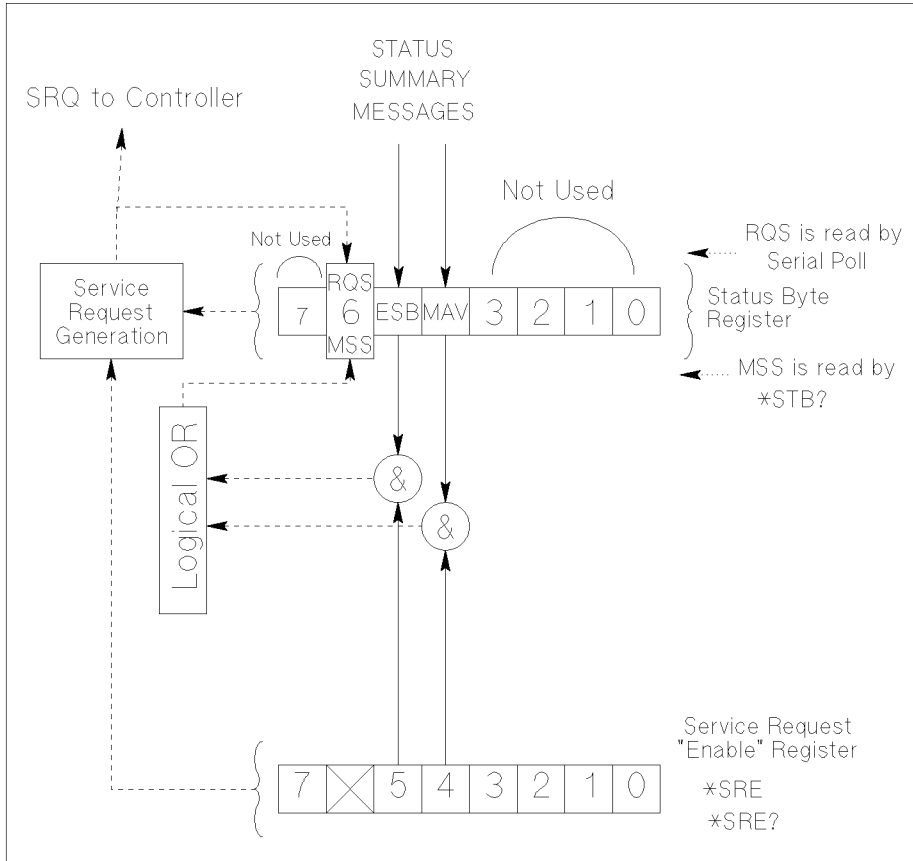 STATUS
SUMMARY
MESSAGES
SRQ to Controller
Not Used
Not Used
RQS is read by
Serial Poll
Service
Request
Generation
7
RQS
6
MSS
ESB
MAV
3
2
1
0
Status Byte
Register
MSS is read by
*STB?
Logical OR
&
&
Service Request
"Enable" Register
7
5
4
3
2
1
0
*SRE
*SRE?